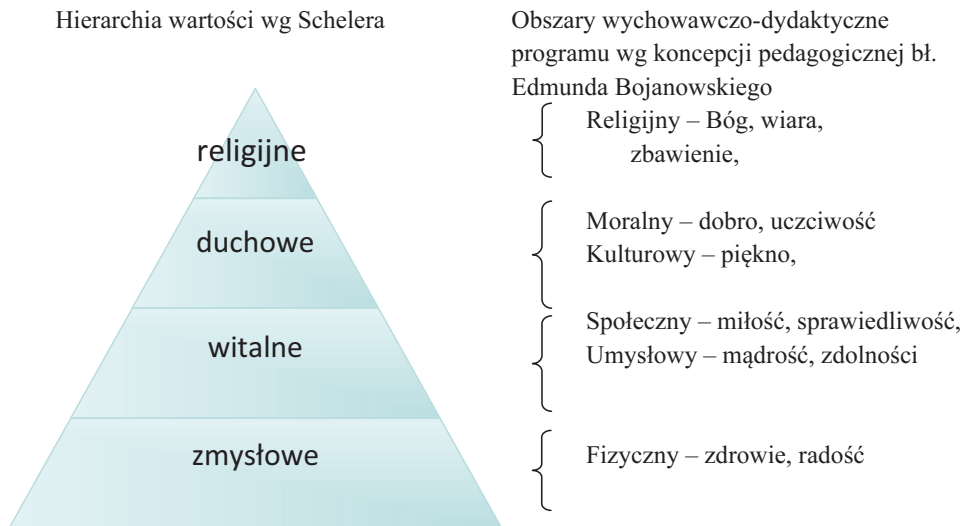 Hierarchia wartości wg Schelera
Obszary wychowawczo-dydaktyczne
programu wg koncepcji pedagogicznej bł.
Edmunda Bojanowskiego
religijne
Religijny – Bóg, wiara,
zbawienie,
duchowe
Moralny – dobro, uczciwość
Kulturowy – piękno,
witalne
Społeczny – miłość, sprawiedliwość,
Umysłowy – mądrość, zdolności
zmysłowe
Fizyczny – zdrowie, radość